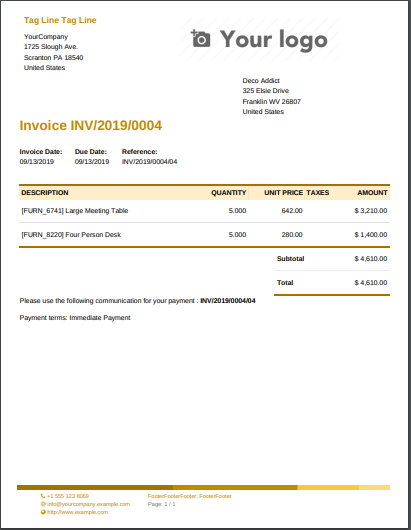 Tag Line Tag Line
YourCompany
1725 Slough Ave.
Scranton PA 18540
United States
Your logo
Deco Addict
325 Elsie Drive
Franklin WV 26807
United States
Invoice INV/2019/0004
Invoice Date: Due Date: Reference:
09/13/2019 09/13/2019 INV/2019/0004/04
DESCRIPTION QUANTITY UNIT PRICE TAXES AMOUNT
[FURN_6741] Large Meeting Table 5.000 642.00 $ 3,210.00
[FURN_8220] Four Person Desk 5.000 280.00 $ 1,400.00
Subtotal $ 4,610.00
Total $ 4,610.00
Please use the following communication for your payment : INV/2019/0004/04
Payment terms: Immediate Payment
+1 555 123 8069 FooterFooterFooter: FooterFooter
info@yourcompany.example.com Page: 1 / 1
http://www.example.com